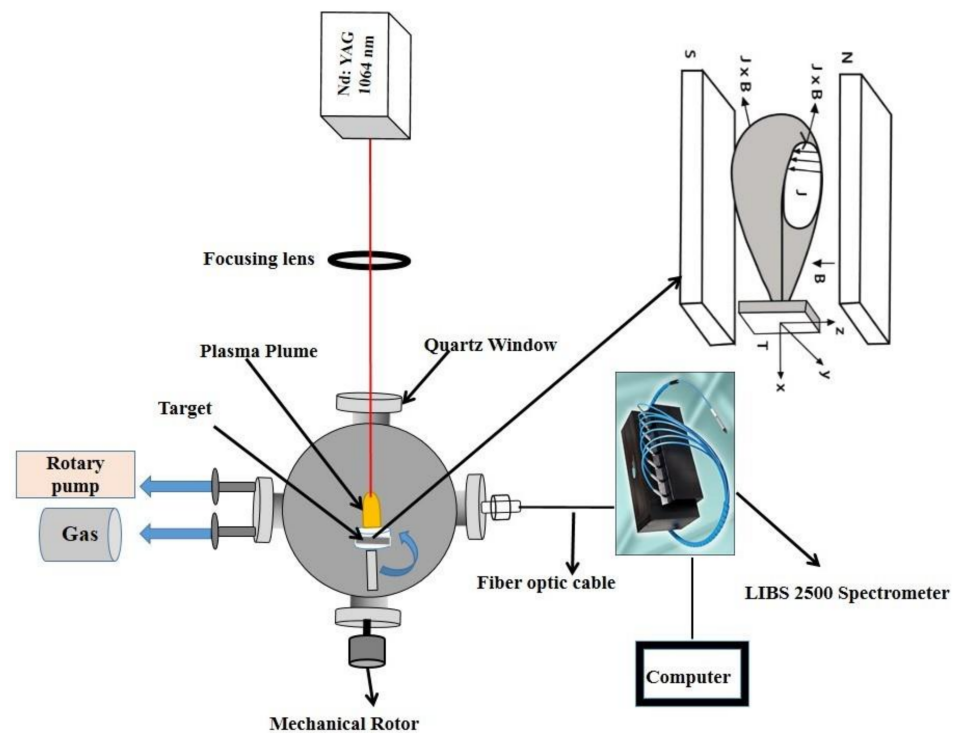 Nd: YAG
1064 nm
S
N
J x B
J x B
J
B
T
z
y
x
Focusing lens
Plasma Plume
Quartz Window
Target
Rotary
pump
Gas
Fiber optic cable
LIBS 2500 Spectrometer
Computer
Mechanical Rotor